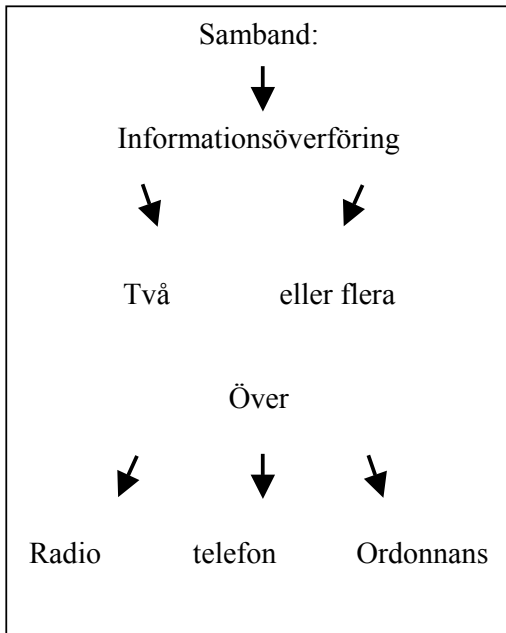 Samband:
Informationsöverföring
Två eller flera
Över
Radio telefon Ordonnans